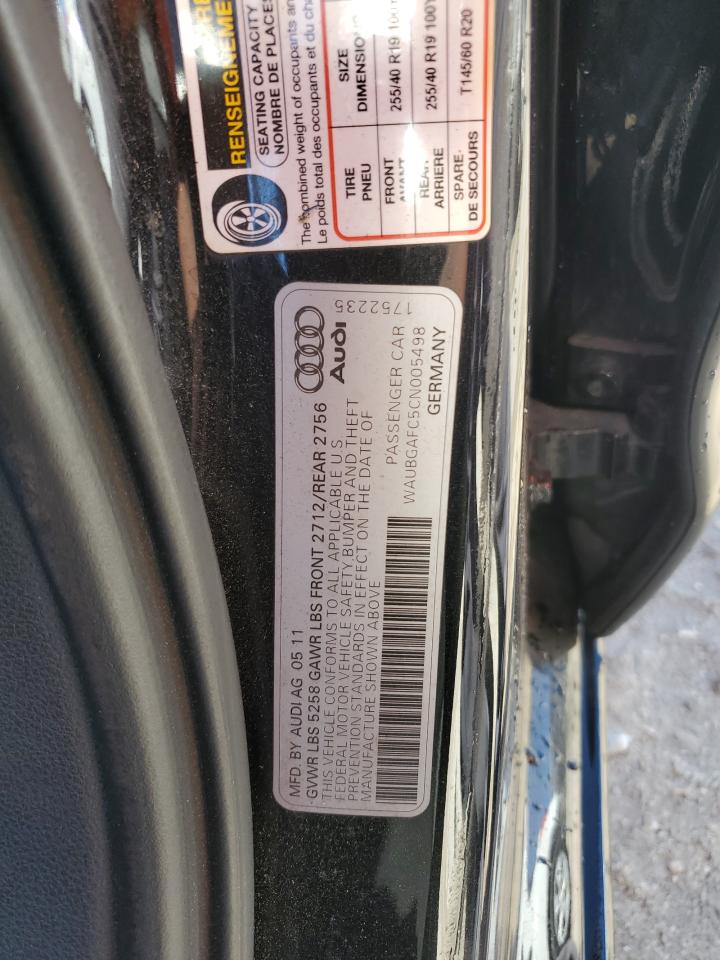 RENSEIGNEME
SEATING CAPACITY
NOMBRE DE PLACES
The combined weight of occupants an
Le poids total des occupants et du ch
TIRE
PNEU
SIZE
DIMENSIONS
FRONT
AVANT
255/40 R19
REAR
ARRIERE
255/40 R19 100Y
SPARE
DE SECOURS
T145/60 R20
1752235
Audi
MFD. BY AUDI AG 05 11
GVWR LBS 5258 GAWR LBS FRONT 2712/REAR 2756
THIS VEHICLE CONFORMS TO ALL APPLICABLE U.S
FEDERAL MOTOR VEHICLE SAFETY,BUMPER AND THEFT
PREVENTION STANDARDS IN EFFECT ON THE DATE OF
MANUFACTURE SHOWN ABOVE
PASSENGER CAR
WAUBGAFC5CN005498
GERMANY